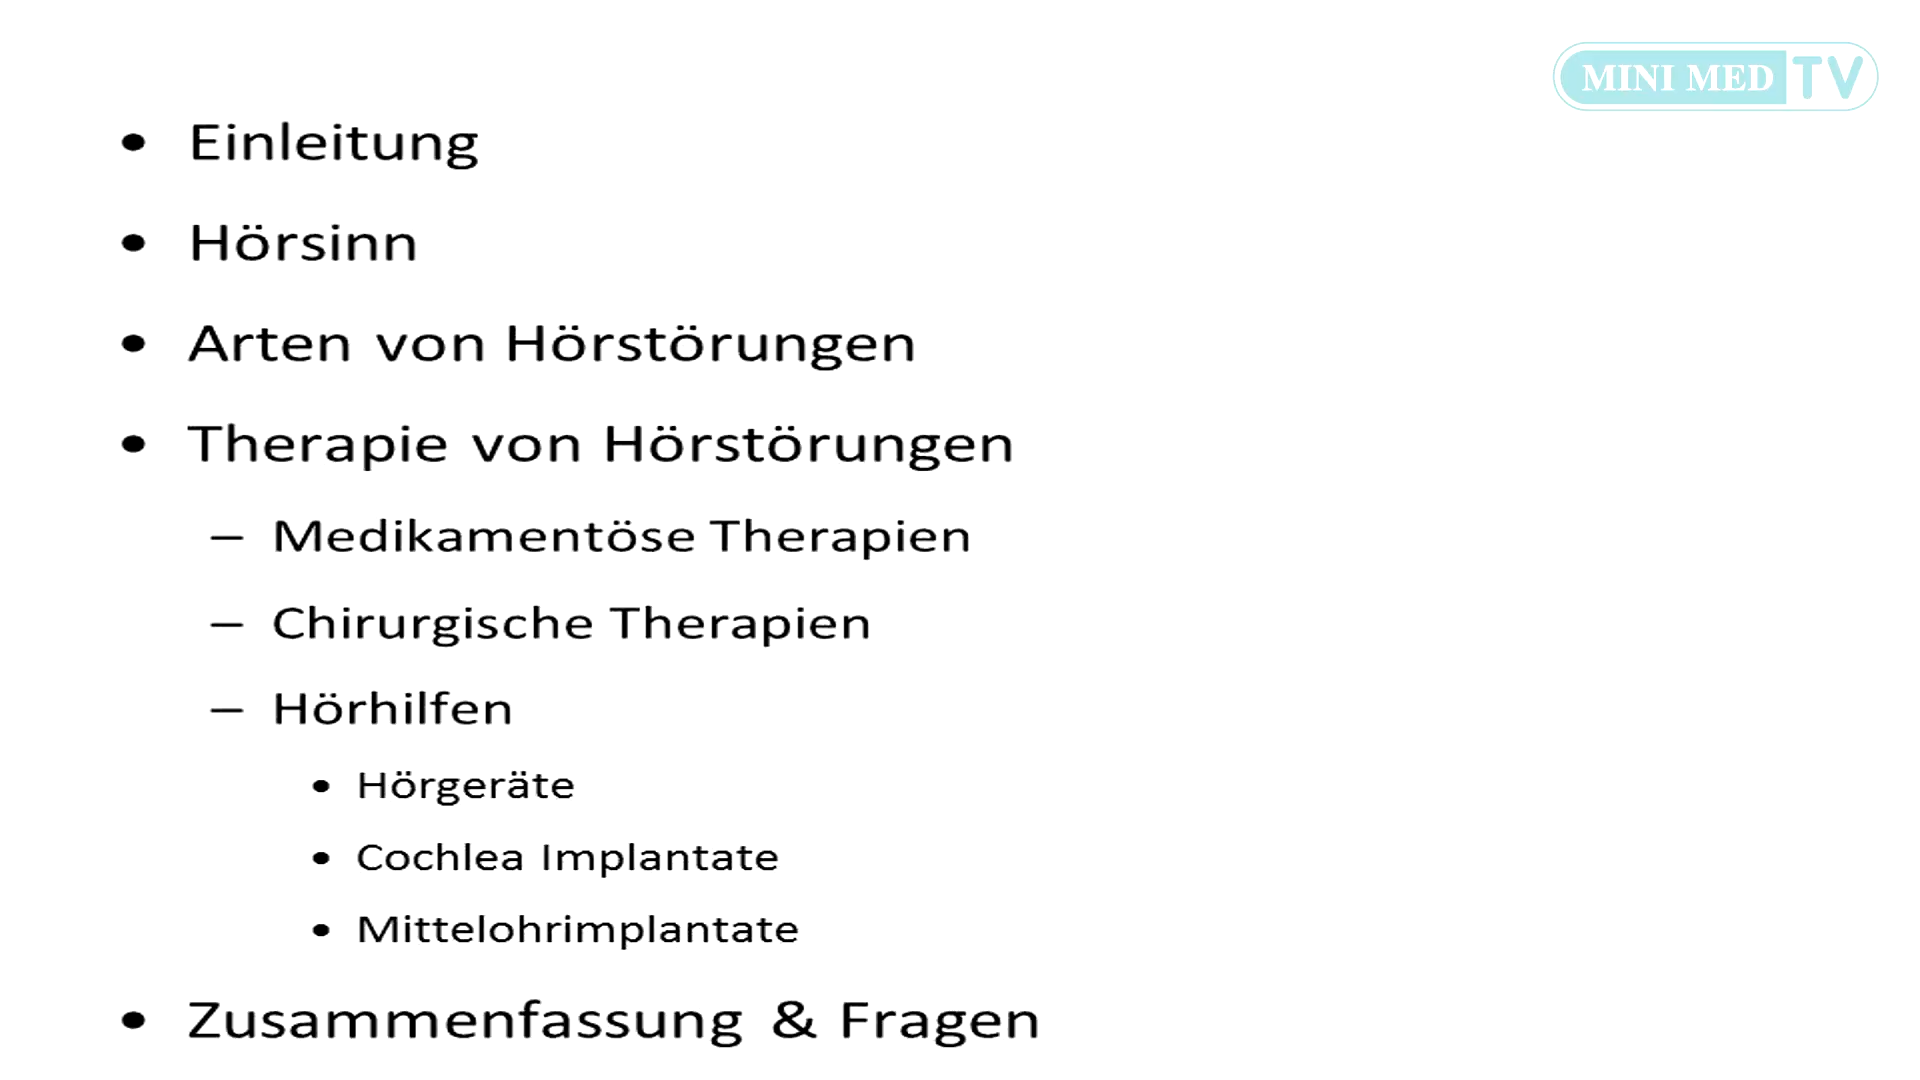 MINI MED TV
• Einleitung
• Hörsinn
• Arten von Hörstörungen
• Therapie von Hörstörungen
– Medikamentöse Therapien
– Chirurgische Therapien
– Hörhilfen
• Hörgeräte
• Cochlea Implantate
• Mittelohrimplantate
• Zusammenfassung & Fragen